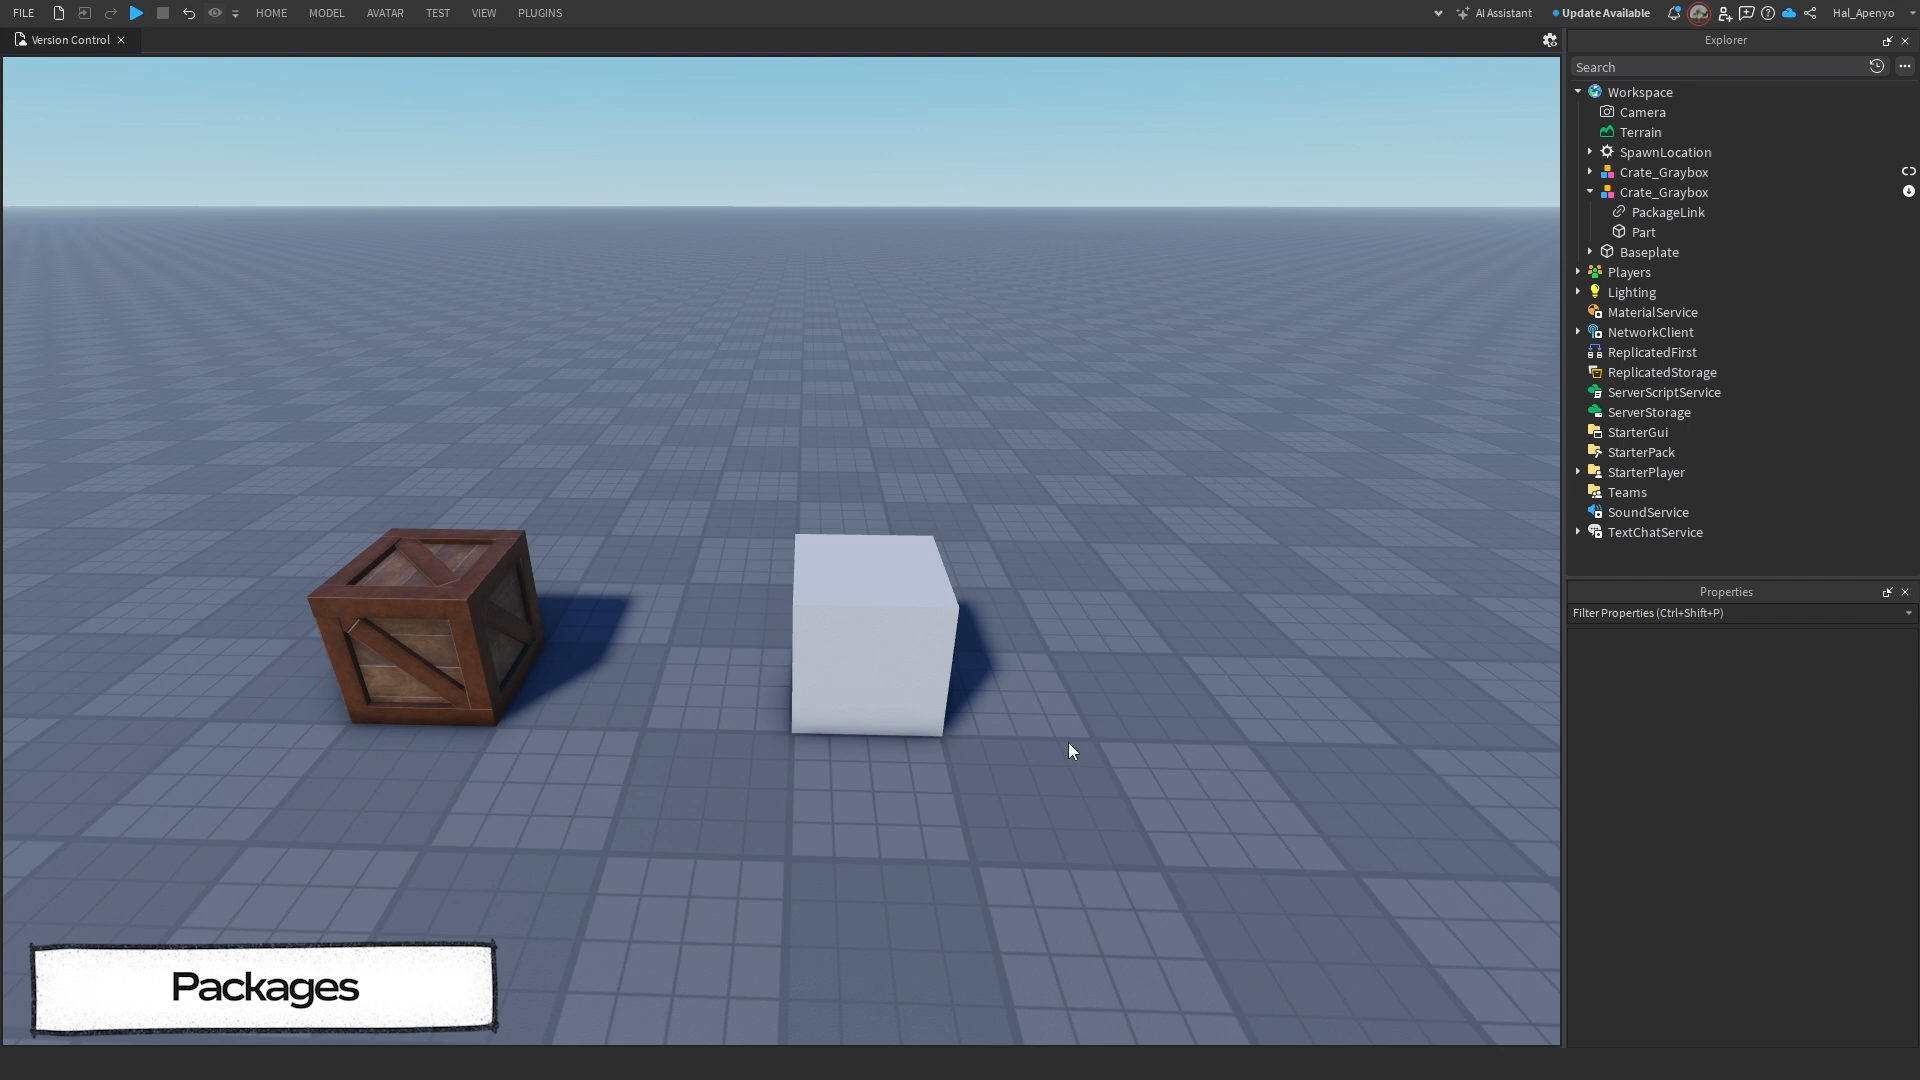 FILE
HOME
MODEL
AVATAR
TEST
VIEW
PLUGINS
AI Assistant
Update Available
Hal_Apenyo
Version Control
Explorer
Search
Workspace
Camera
Terrain
SpawnLocation
Crate_Graybox
Crate_Graybox
PackageLink
Part
Baseplate
Players
Lighting
MaterialService
NetworkClient
ReplicatedFirst
ReplicatedStorage
ServerScriptService
ServerStorage
StarterGui
StarterPack
StarterPlayer
Teams
SoundService
TextChatService
Properties
Filter Properties (Ctrl+Shift+P)
Packages